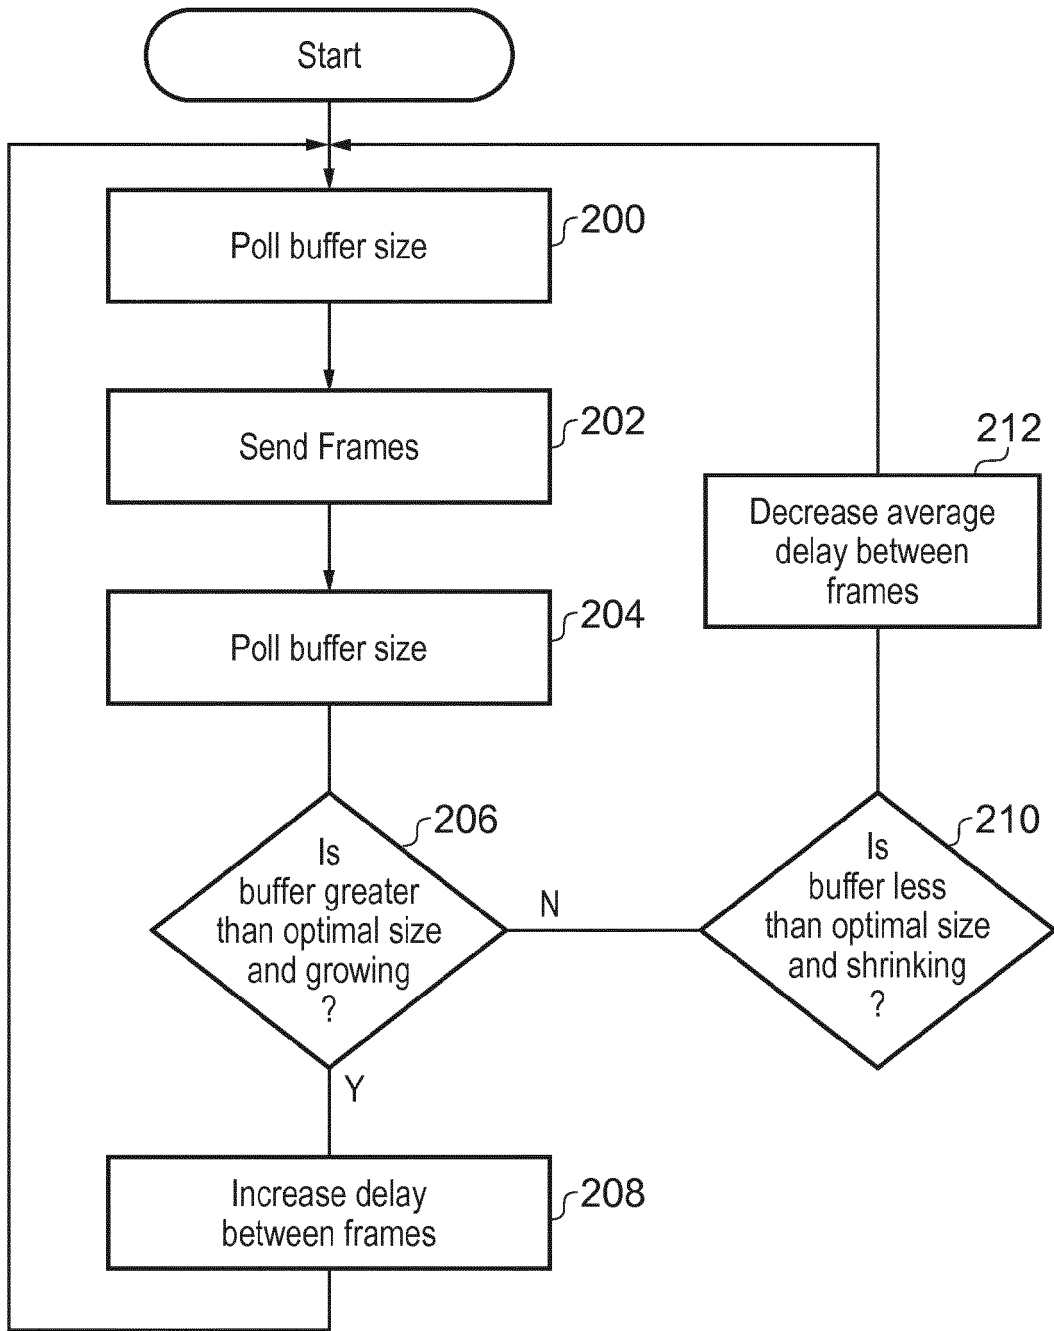 Start
Poll buffer size
200
Send Frames
202
212
Decrease average
delay between
frames
Poll buffer size
204
206
Is
buffer greater
than optimal size
and growing
?
N
210
Is
buffer less
than optimal size
and shrinking
?
Y
Increase delay
between frames
208